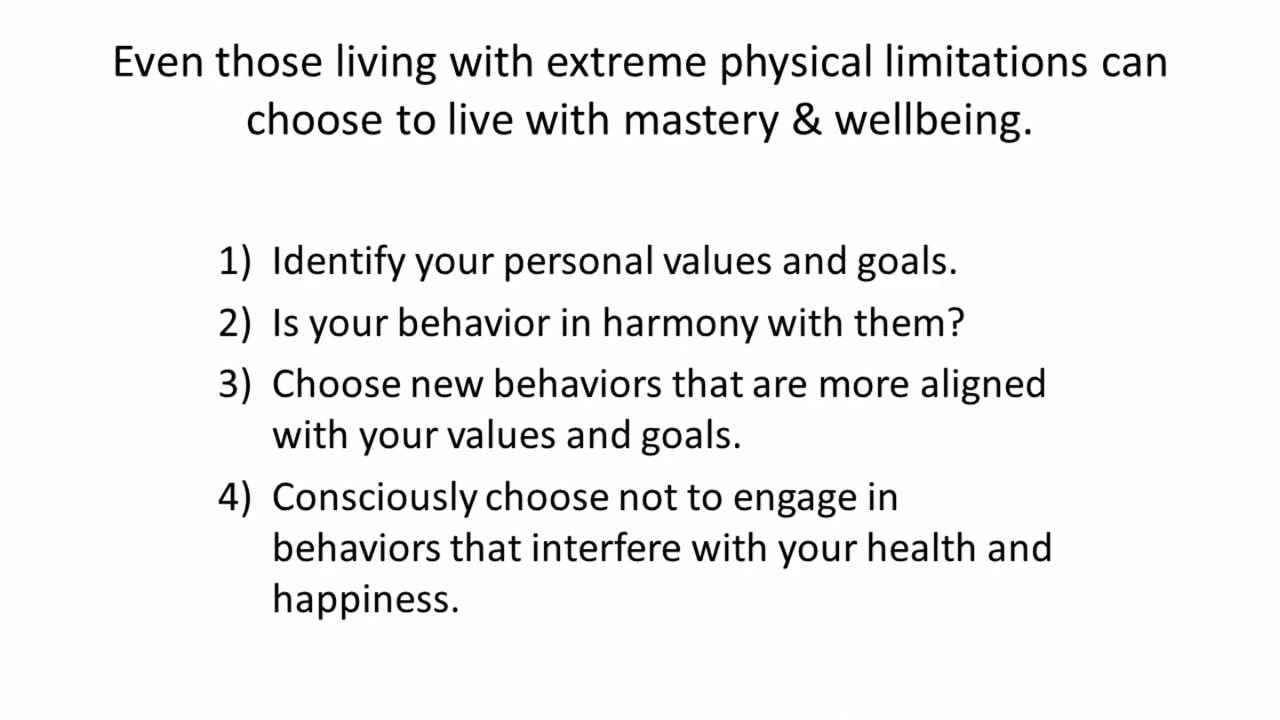 Even those living with extreme physical limitations can
choose to live with mastery & wellbeing.
1) Identify your personal values and goals.
2) Is your behavior in harmony with them?
3) Choose new behaviors that are more aligned
with your values and goals.
4) Consciously choose not to engage in
behaviors that interfere with your health and
happiness.